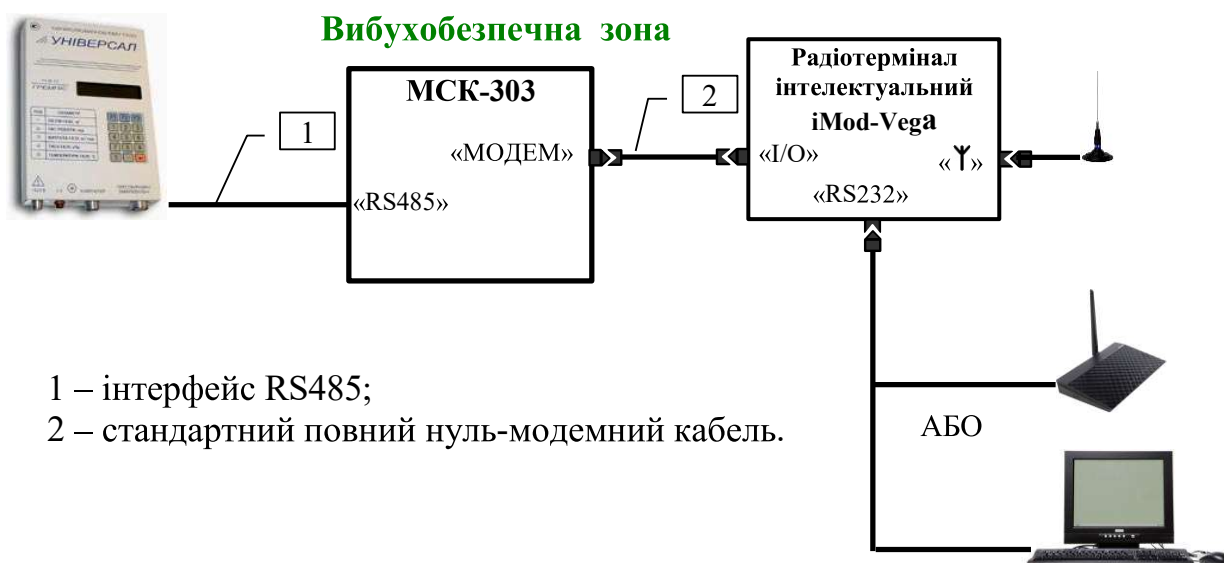 Вибухобезпечна зона
УНІВЕРСАЛ
1
МСК-303
«МОДЕМ»
«RS485»
2
Радіотермінал
інтелектуальний
iMod-Vega
«I/O»
«RS232»
1 – інтерфейс RS485;
2 – стандартний повний нуль-модемний кабель.
АБО